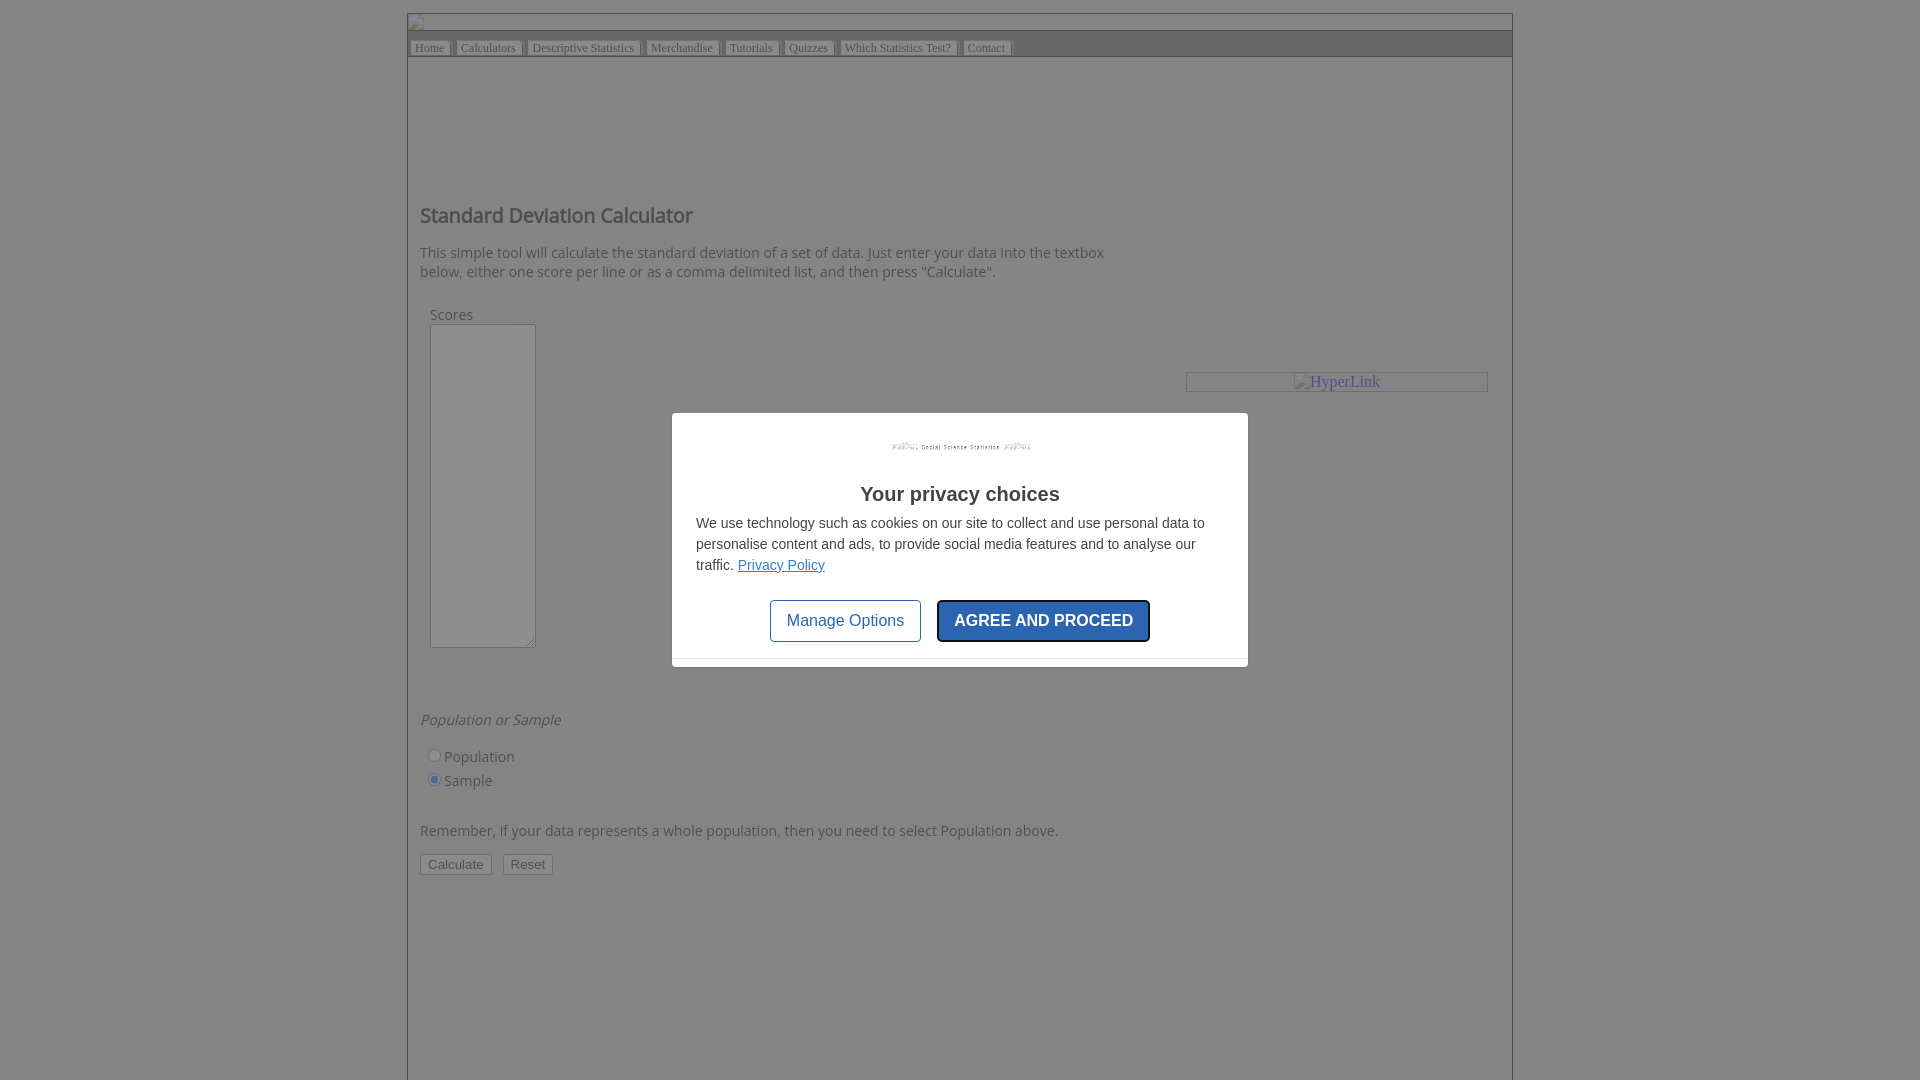 Home
Calculators
Descriptive Statistics
Merchandise
Tutorials
Quizzes
Which Statistics Test?
Contact
Standard Deviation Calculator
This simple tool will calculate the standard deviation of a set of data. Just enter your data into the textbox
below, either one score per line or as a comma delimited list, and then press "Calculate".
Scores
HyperLink
Social Science Statistics
Your privacy choices
We use technology such as cookies on our site to collect and use personal data to
personalise content and ads, to provide social media features and to analyse our
traffic. Privacy Policy
Manage Options
AGREE AND PROCEED
Population or Sample
Population
Sample
Remember, if your data represents a whole population, then you need to select Population above.
Calculate
Reset